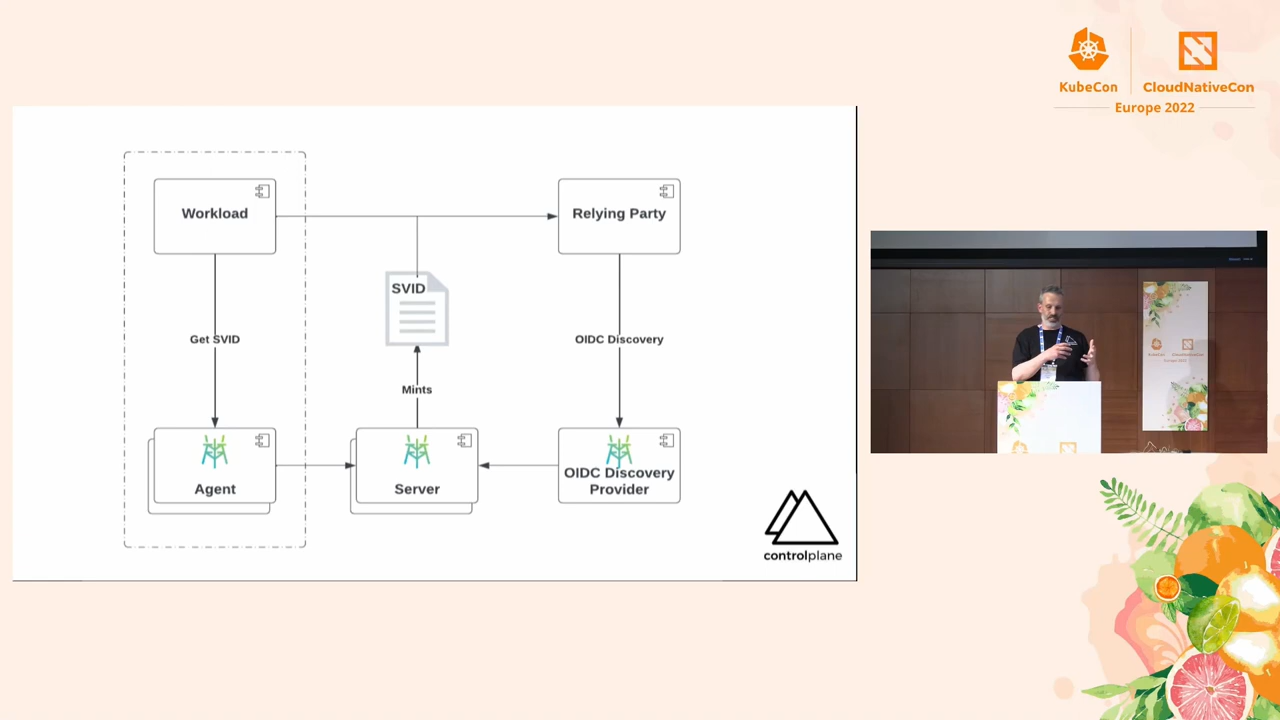 KubeCon
CloudNativeCon
Europe 2022
Workload
Relying Party
SVID
Get SVID
OIDC Discovery
Mints
Agent
Server
OIDC Discovery
Provider
controlplane